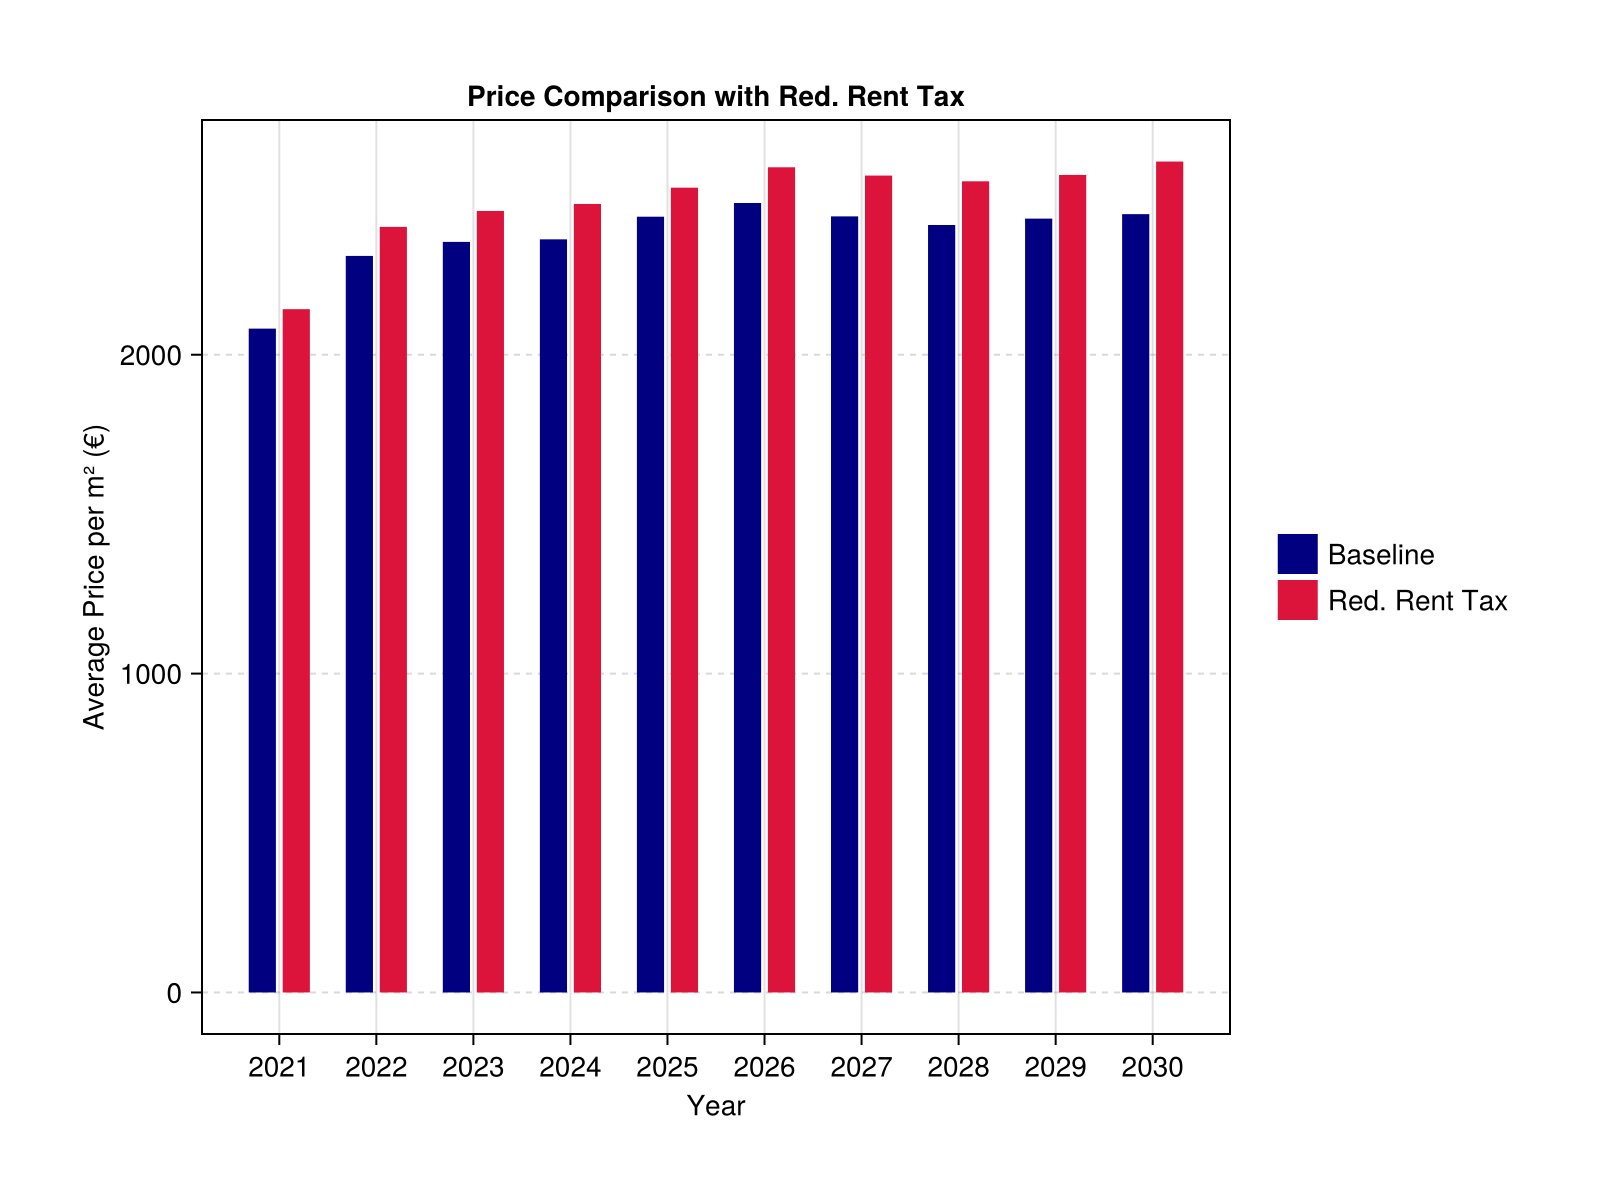 Price Comparison with Red. Rent Tax
Average Price per m² (€)
2000
1000
0
2021 2022 2023 2024 2025 2026 2027 2028 2029 2030
Year
Baseline
Red. Rent Tax